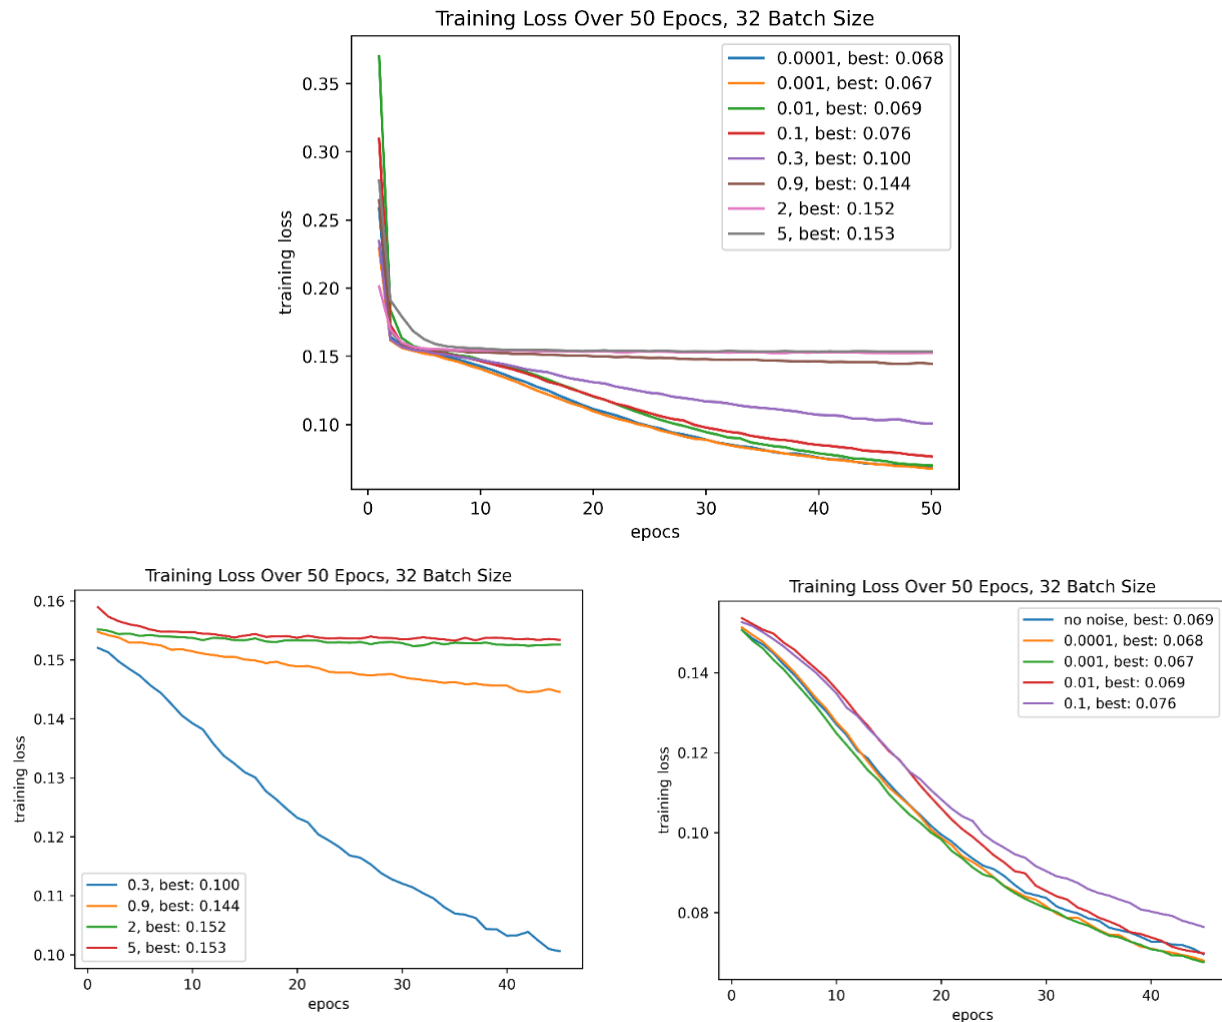 Training Loss Over 50 Epocs, 32 Batch Size
0.0001, best: 0.068
0.001, best: 0.067
0.01, best: 0.069
0.1, best: 0.076
0.3, best: 0.100
0.9, best: 0.144
2, best: 0.152
5, best: 0.153
training loss
0.35
0.30
0.25
0.20
0.15
0.10
0 10 20 30 40 50
epocs
Training Loss Over 50 Epocs, 32 Batch Size
training loss
0.16
0.15
0.14
0.13
0.12
0.11
0.10
0.3, best: 0.100
0.9, best: 0.144
2, best: 0.152
5, best: 0.153
0 20 40
epocs
Training Loss Over 50 Epocs, 32 Batch Size
no noise, best: 0.069
0.0001, best: 0.068
0.001, best: 0.067
0.01, best: 0.069
0.1, best: 0.076
training loss
0.14
0.12
0.10
0.08
0 10 20 30 40
epocs